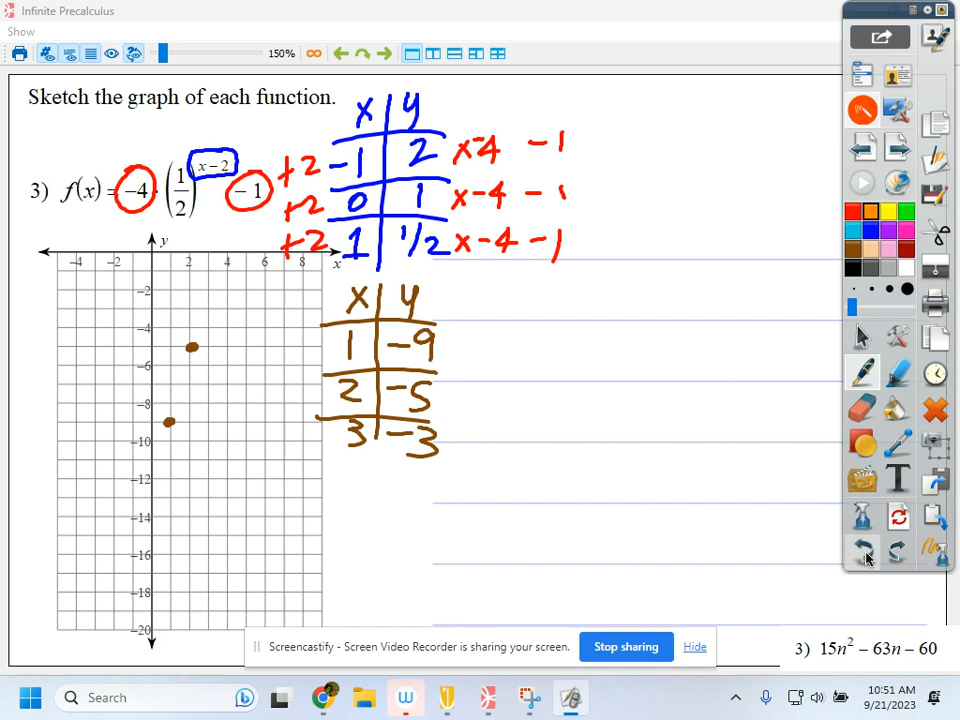 Infinite Precalculus
Show
150%
Sketch the graph of each function.
x y
+2 -1 2 x-4 -1
3) f(x) = −4 · (1/2)^(x − 2) − 1
+2 0 1 x-4 - 1
+2 1 1/2 x-4 -1
y
x
−4 −2 2 4 6 8
−2
−4
−6
−8
−10
−12
−14
−16
−18
−20
x y
1 -9
2 -5
3 -3
T
Screencastify - Screen Video Recorder is sharing your screen. Stop sharing Hide
3) 15n² − 63n − 60
Search
10:51 AM
9/21/2023